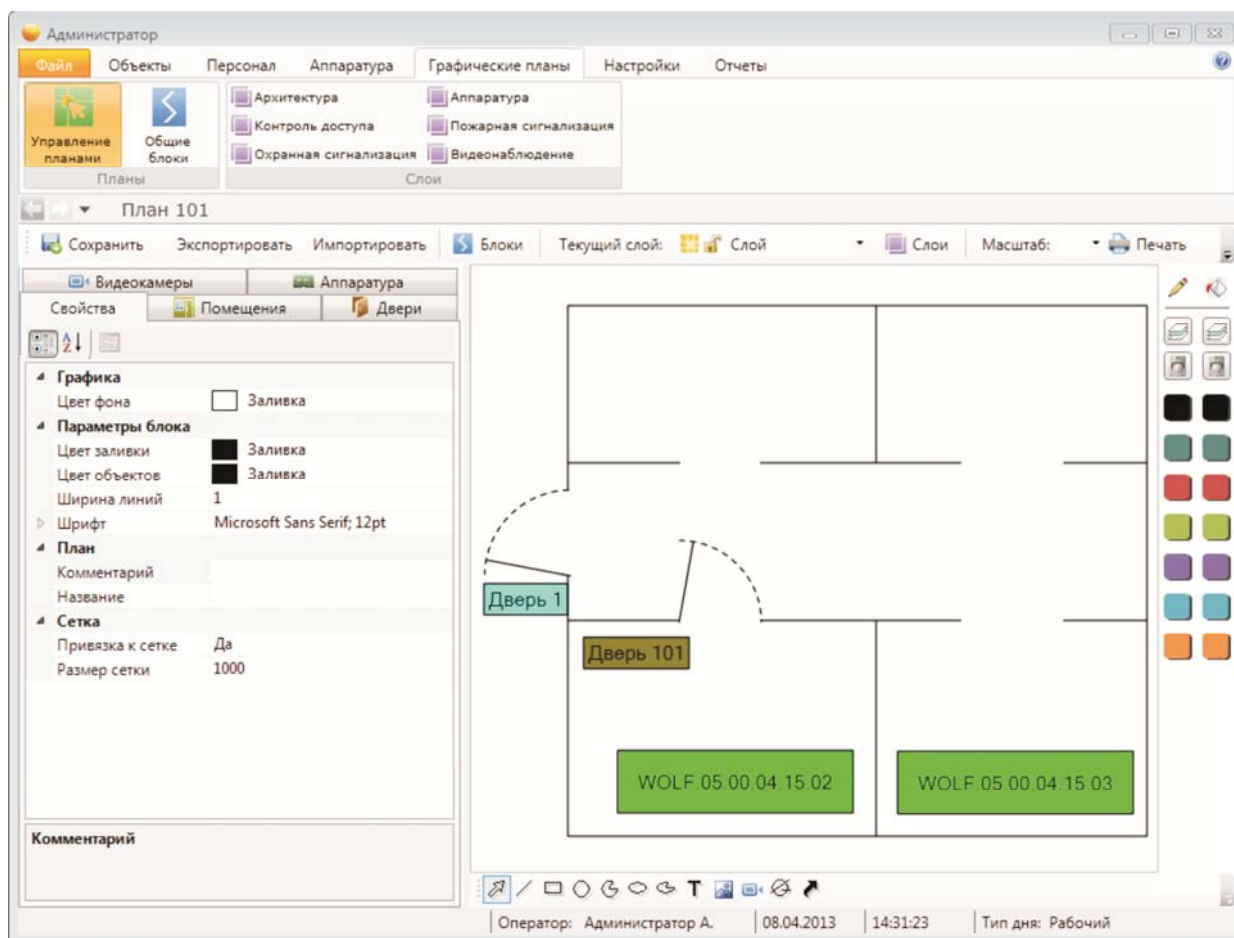 Администратор
Файл Объекты Персонал Аппаратура Графические планы Настройки Отчеты
Управление планами
Общие блоки
Архитектура Аппаратура
Контроль доступа Пожарная сигнализация
Охранная сигнализация Видеонаблюдение
Планы Слои
План 101
Сохранить Экспортировать Импортировать Блоки Текущий слой: Слой Слои Масштаб: Печать
Видеокамеры Аппаратура
Свойства Помещения Двери
Графика
Цвет фона Заливка
Параметры блока
Цвет заливки Заливка
Цвет объектов Заливка
Ширина линий 1
Шрифт Microsoft Sans Serif; 12pt
План
Комментарий
Название
Сетка
Привязка к сетке Да
Размер сетки 1000
Комментарий
Дверь 1
Дверь 101
WOLF.05.00.04.15.02
WOLF.05.00.04.15.03
Оператор: Администратор А. 08.04.2013 14:31:23 Тип дня: Рабочий